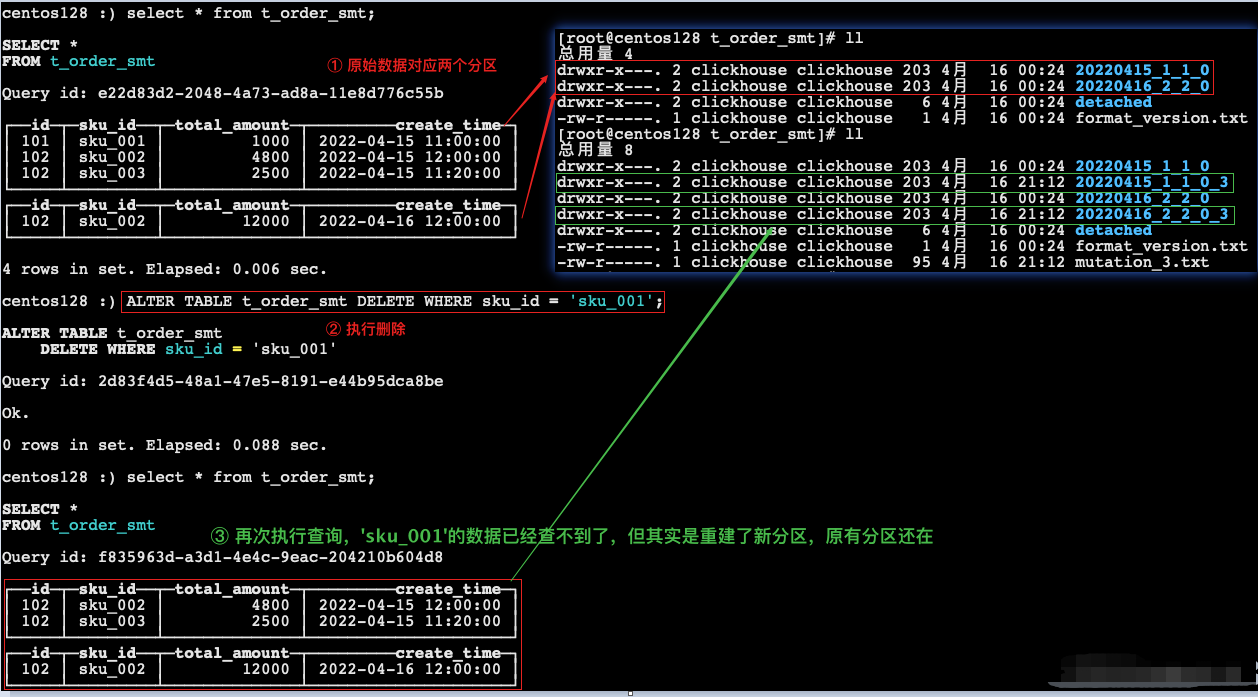 centos128 :) select * from t_order_smt;
SELECT *
FROM t_order_smt
① 原始数据对应两个分区
Query id: e22d83d2-2048-4a73-ad8a-11e8d776c55b
id sku_id total_amount create_time
101 sku_001 1000 2022-04-15 11:00:00
102 sku_002 4800 2022-04-15 12:00:00
102 sku_003 2500 2022-04-15 11:20:00
id sku_id total_amount create_time
102 sku_002 12000 2022-04-16 12:00:00
4 rows in set. Elapsed: 0.006 sec.
centos128 :) ALTER TABLE t_order_smt DELETE WHERE sku_id = 'sku_001';
② 执行删除
ALTER TABLE t_order_smt
DELETE WHERE sku_id = 'sku_001'
Query id: 2d83f4d5-48a1-47e5-8191-e44b95dca8be
Ok.
0 rows in set. Elapsed: 0.088 sec.
centos128 :) select * from t_order_smt;
SELECT *
FROM t_order_smt
③ 再次执行查询，'sku_001'的数据已经查不到了，但其实是重建了新分区，原有分区还在
Query id: f835963d-a3d1-4e4c-9eac-204210b604d8
id sku_id total_amount create_time
102 sku_002 4800 2022-04-15 12:00:00
102 sku_003 2500 2022-04-15 11:20:00
id sku_id total_amount create_time
102 sku_002 12000 2022-04-16 12:00:00
[root@centos128 t_order_smt]# ll
总用量 4
drwxr-x---. 2 clickhouse clickhouse 203 4月 16 00:24 20220415_1_1_0
drwxr-x---. 2 clickhouse clickhouse 203 4月 16 00:24 20220416_2_2_0
drwxr-x---. 2 clickhouse clickhouse 6 4月 16 00:24 detached
-rw-r-----. 1 clickhouse clickhouse 1 4月 16 00:24 format_version.txt
[root@centos128 t_order_smt]# ll
总用量 8
drwxr-x---. 2 clickhouse clickhouse 203 4月 16 00:24 20220415_1_1_0
drwxr-x---. 2 clickhouse clickhouse 203 4月 16 21:12 20220415_1_1_0_3
drwxr-x---. 2 clickhouse clickhouse 203 4月 16 00:24 20220416_2_2_0
drwxr-x---. 2 clickhouse clickhouse 203 4月 16 21:12 20220416_2_2_0_3
drwxr-x---. 2 clickhouse clickhouse 6 4月 16 00:24 detached
-rw-r-----. 1 clickhouse clickhouse 1 4月 16 00:24 format_version.txt
-rw-r-----. 1 clickhouse clickhouse 95 4月 16 21:12 mutation_3.txt